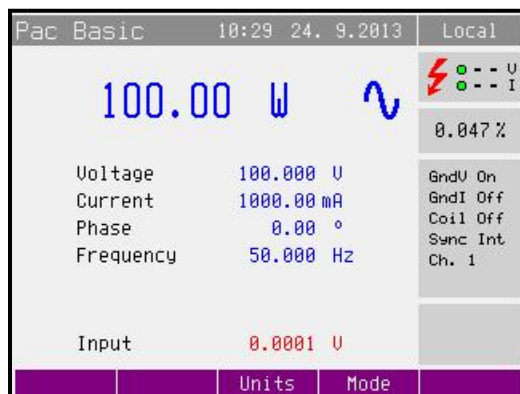 Pac Basic 10:29 24. 9.2013 Local
-- V
-- I
100.00 W
0.047 %
Voltage 100.000 V
Current 1000.00 mA
Phase 0.00 °
Frequency 50.000 Hz
GndU On
GndI Off
Coil Off
Sync Int
Ch. 1
Input 0.0001 V
Units Mode